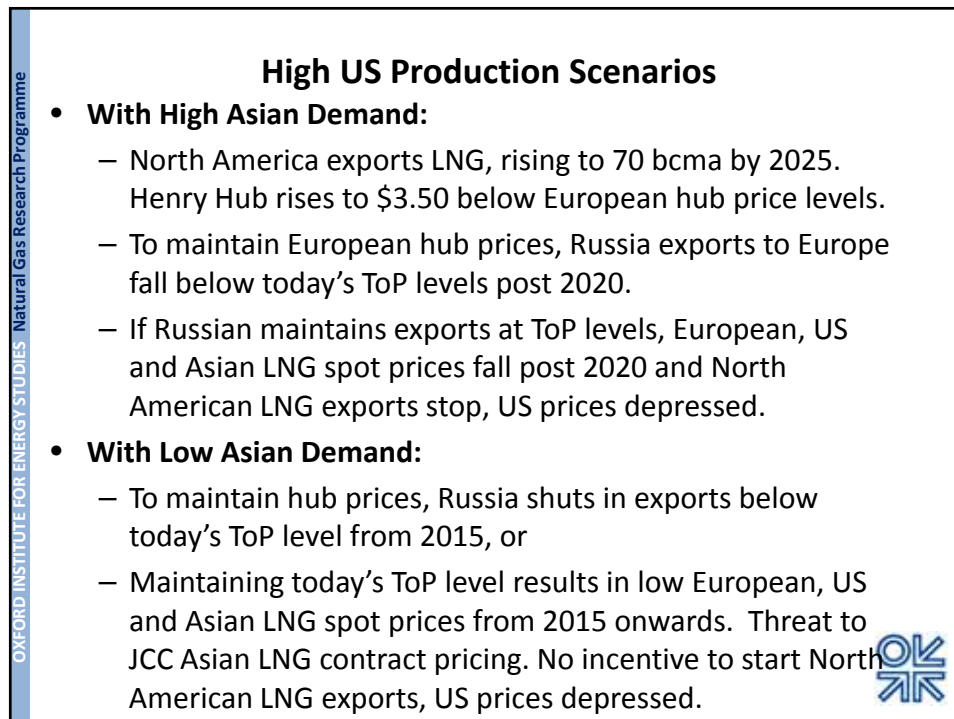 High US Production Scenarios
• With High Asian Demand:
– North America exports LNG, rising to 70 bcma by 2025.
Henry Hub rises to $3.50 below European hub price levels.
– To maintain European hub prices, Russia exports to Europe
fall below today’s ToP levels post 2020.
– If Russian maintains exports at ToP levels, European, US
and Asian LNG spot prices fall post 2020 and North
American LNG exports stop, US prices depressed.
• With Low Asian Demand:
– To maintain hub prices, Russia shuts in exports below
today’s ToP level from 2015, or
– Maintaining today’s ToP level results in low European, US
and Asian LNG spot prices from 2015 onwards.  Threat to
JCC Asian LNG contract pricing. No incentive to start North
American LNG exports, US prices depressed.
OXFORD INSTITUTE FOR ENERGY STUDIES Natural Gas Research Programme